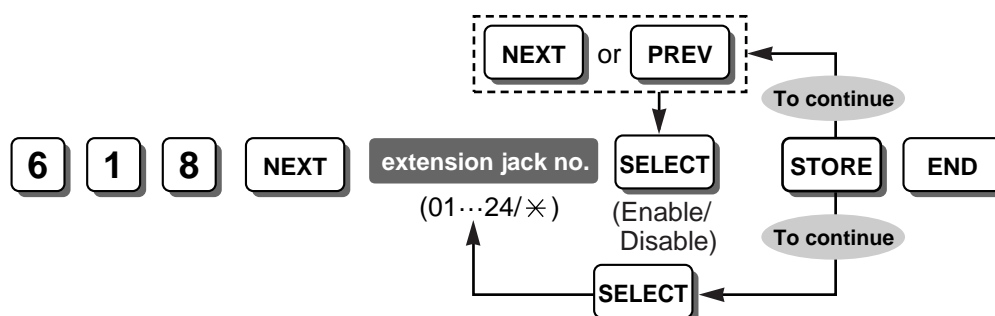 NEXT or PREV
To continue
6 1 8 NEXT extension jack no. SELECT STORE END
(01···24/✳)
(Enable/
Disable)
To continue
SELECT